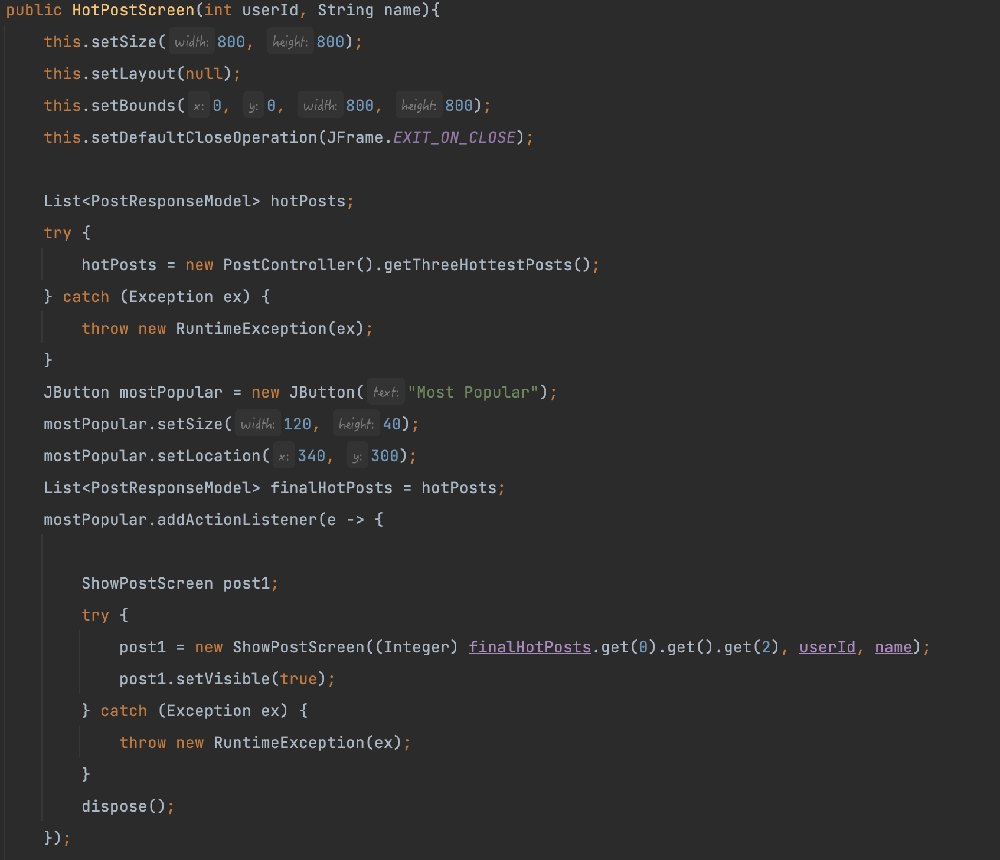 public HotPostScreen(int userId, String name){
this.setSize( width: 800, height: 800);
this.setLayout(null);
this.setBounds( x: 0, y: 0, width: 800, height: 800);
this.setDefaultCloseOperation(JFrame.EXIT_ON_CLOSE);
List<PostResponseModel> hotPosts;
try {
hotPosts = new PostController().getThreeHottestPosts();
} catch (Exception ex) {
throw new RuntimeException(ex);
}
JButton mostPopular = new JButton( text: "Most Popular");
mostPopular.setSize( width: 120, height: 40);
mostPopular.setLocation( x: 340, y: 300);
List<PostResponseModel> finalHotPosts = hotPosts;
mostPopular.addActionListener(e -> {
ShowPostScreen post1;
try {
post1 = new ShowPostScreen((Integer) finalHotPosts.get(0).get().get(2), userId, name);
post1.setVisible(true);
} catch (Exception ex) {
throw new RuntimeException(ex);
}
dispose();
});